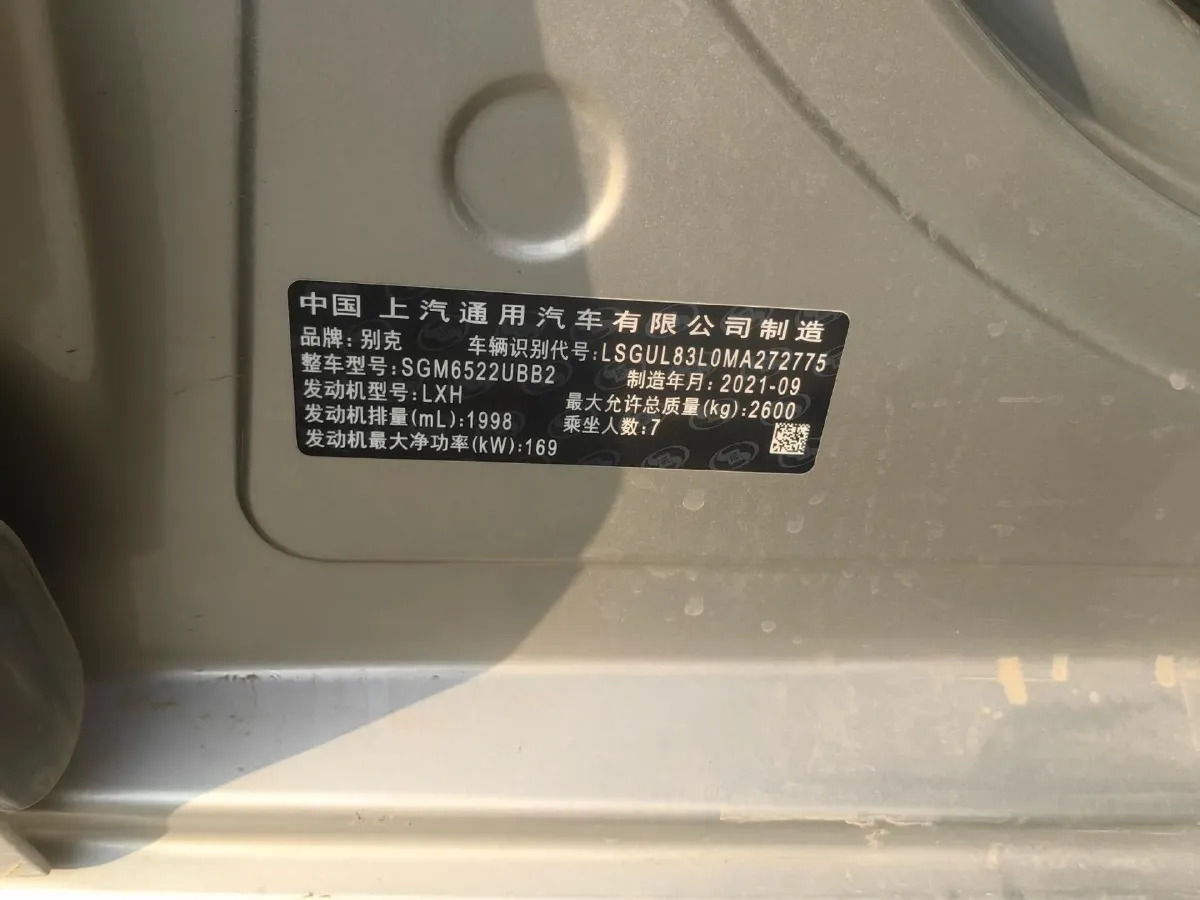 中国 上汽通用汽车有限公司制造
品牌: 别克 车辆识别代号:LSGUL83L0MA272775
整车型号:SGM6522UBB2 制造年月:2021-09
发动机型号:LXH 最大允许总质量(kg):2600
发动机排量(mL):1998 乘坐人数:7
发动机最大净功率(kW):169